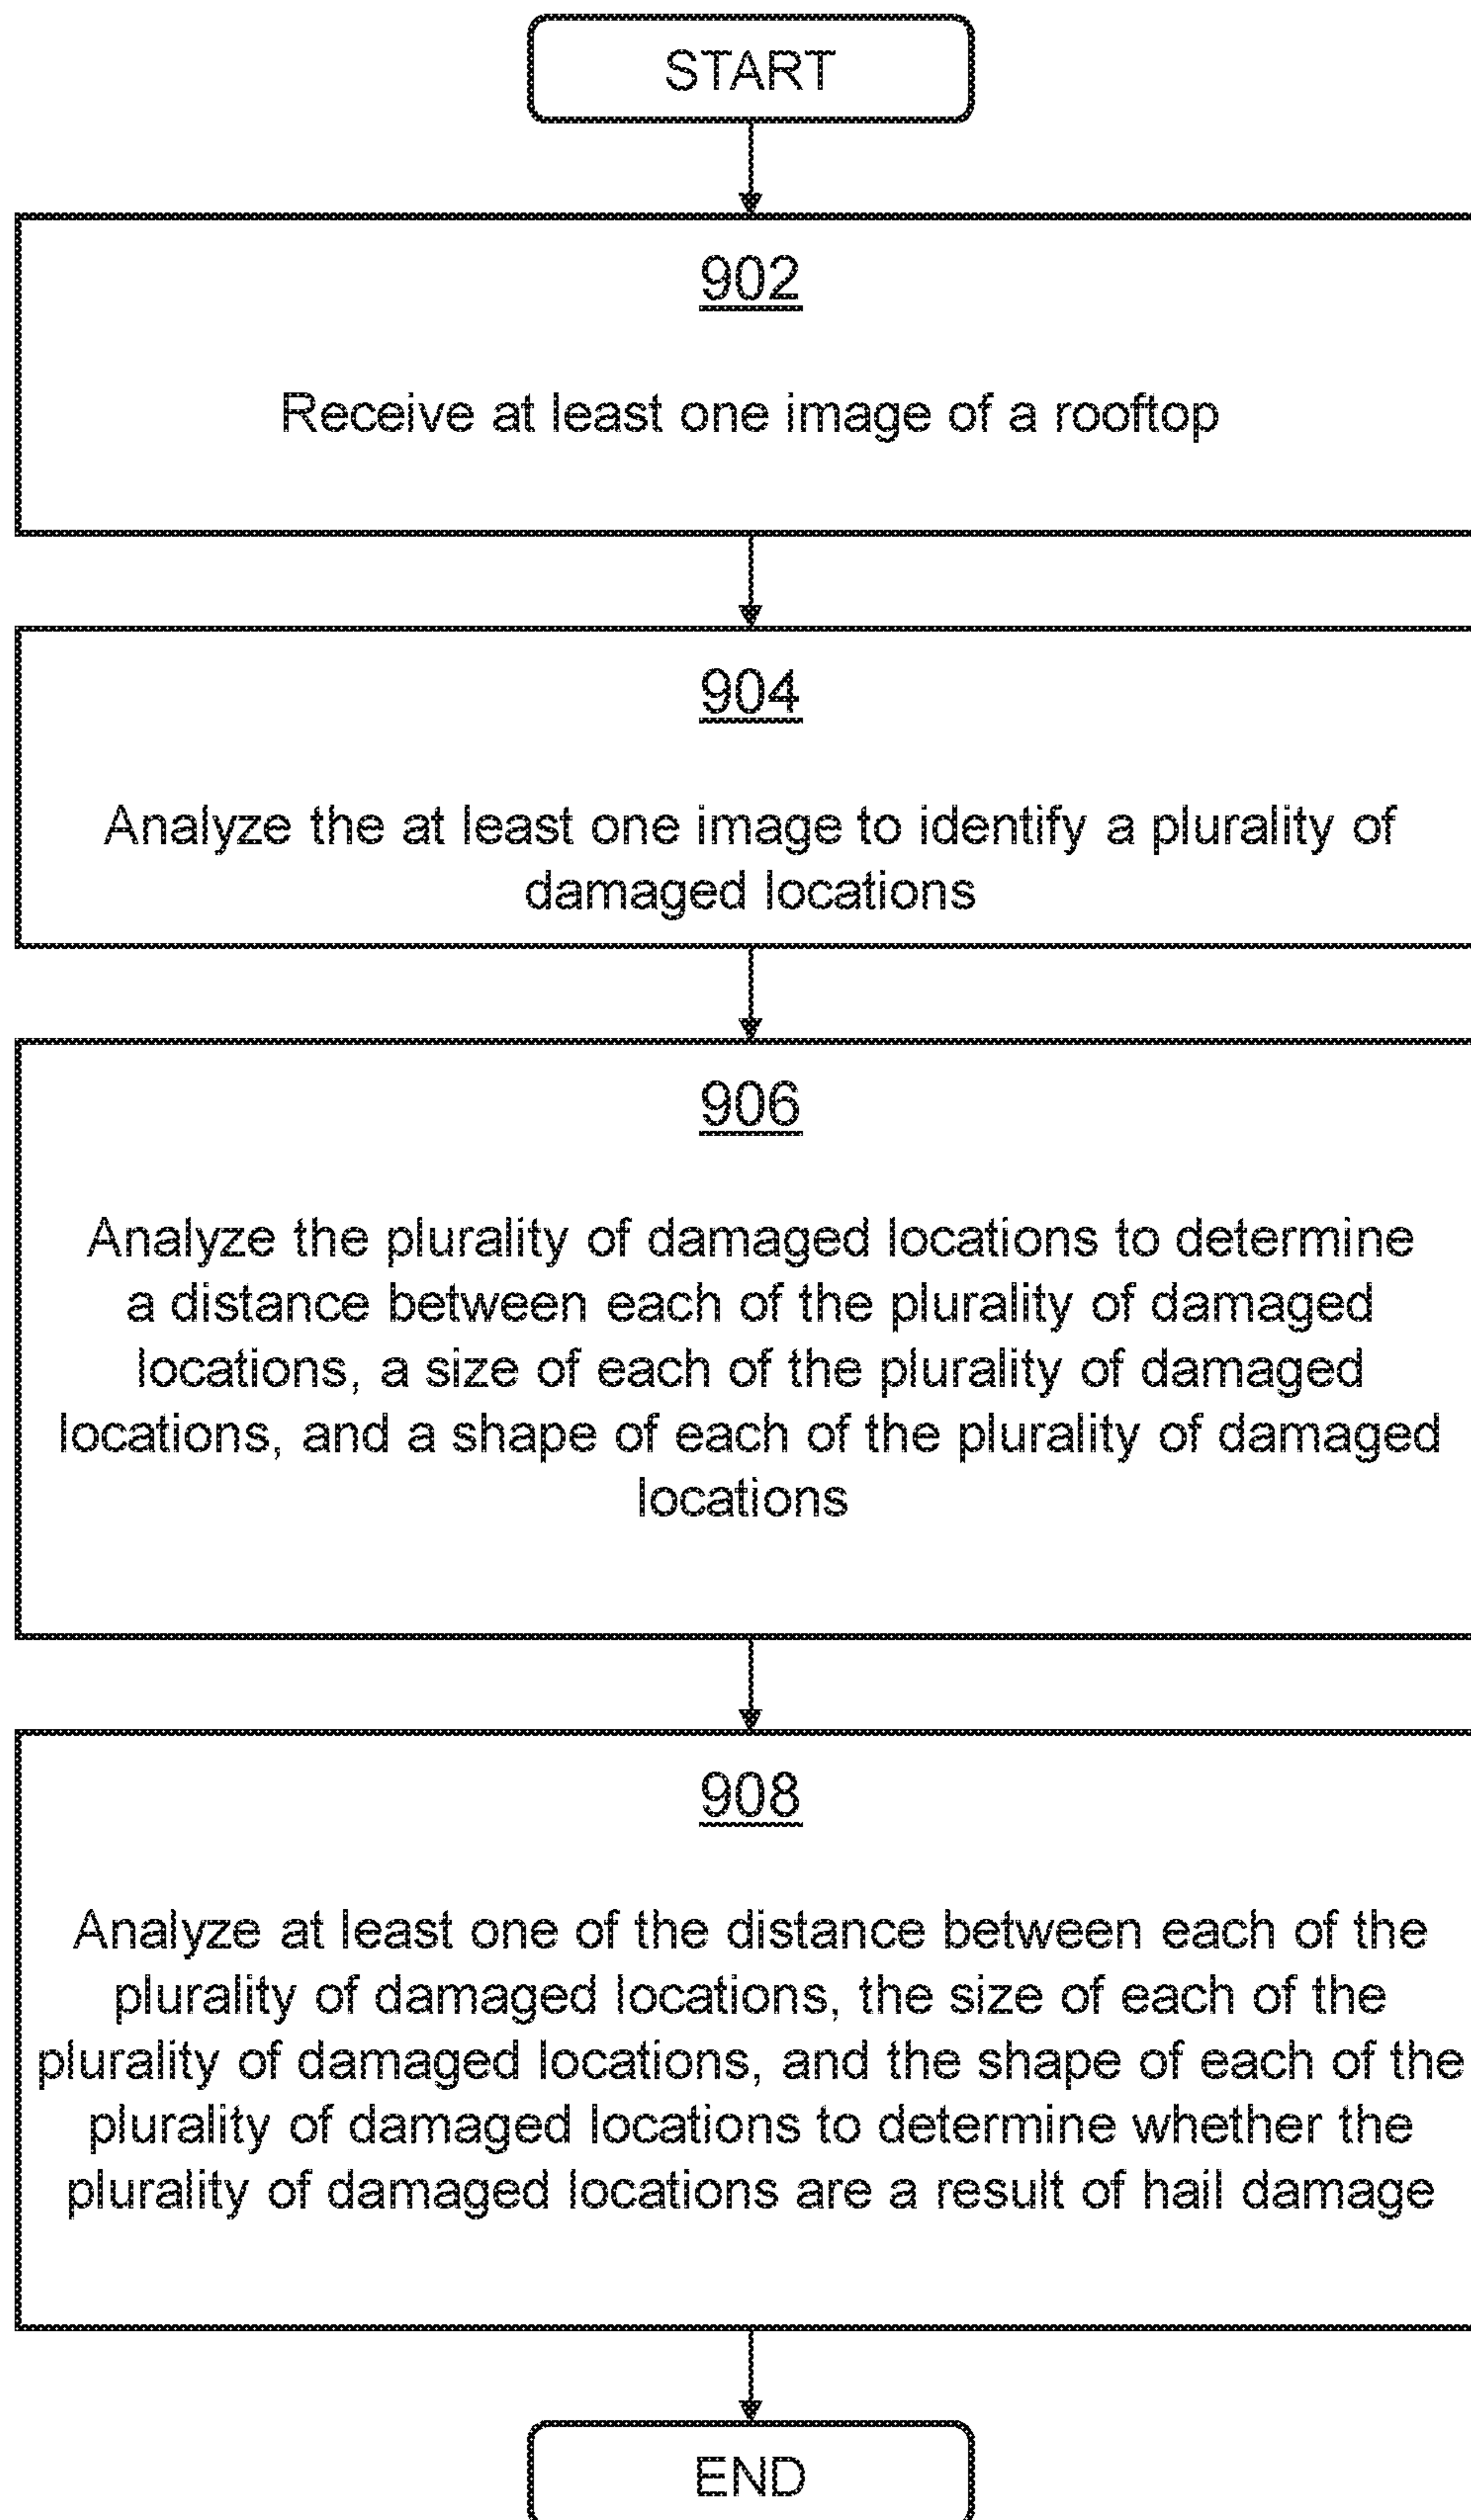 START
902
Receive at least one image of a rooftop
904
Analyze the at least one image to identify a plurality of
damaged locations
906
Analyze the plurality of damaged locations to determine
a distance between each of the plurality of damaged
locations, a size of each of the plurality of damaged
locations, and a shape of each of the plurality of damaged
locations
908
Analyze at least one of the distance between each of the
plurality of damaged locations, the size of each of the
plurality of damaged locations, and the shape of each of the
plurality of damaged locations to determine whether the
plurality of damaged locations are a result of hail damage
END